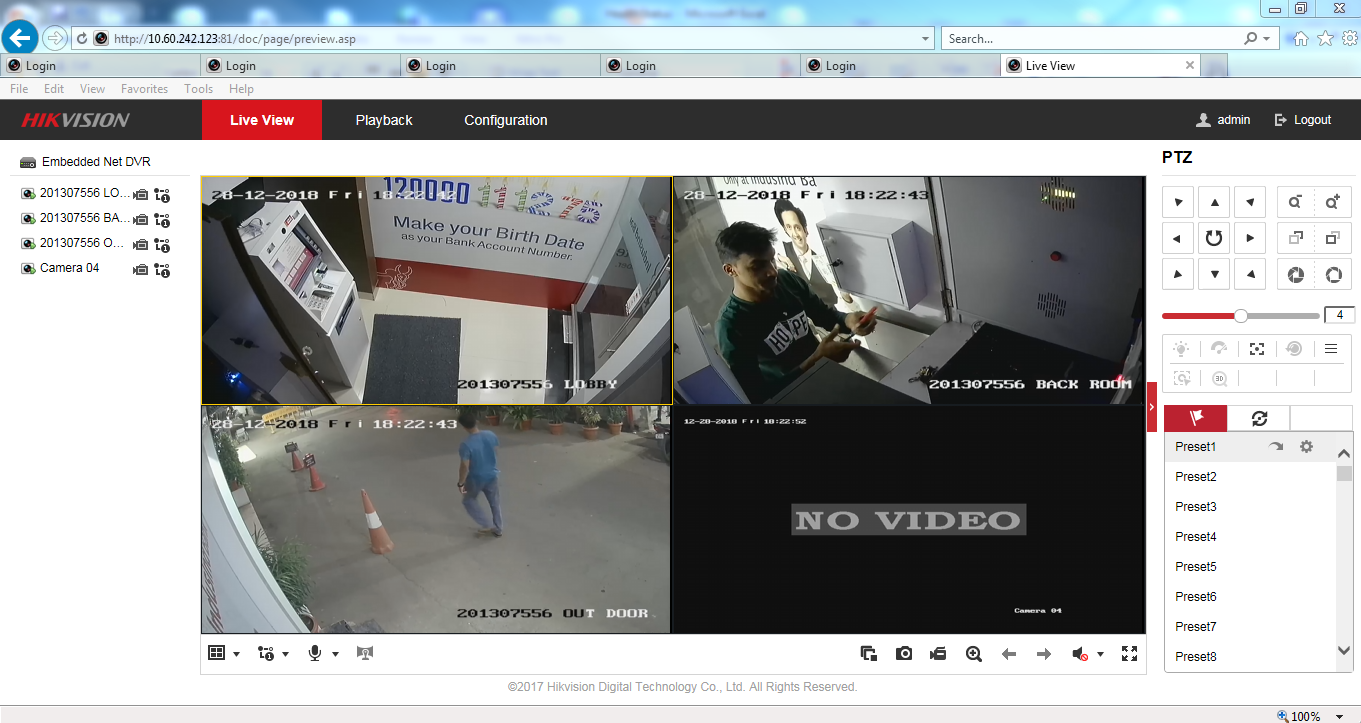 http://10.60.242.123:81/doc/page/preview.asp
Search...
Login
Login
Login
Login
Login
Live View
File Edit View Favorites Tools Help
HIKVISION
Live View
Playback
Configuration
admin
Logout
Embedded Net DVR
201307556 LO...
201307556 BA...
201307556 O...
Camera 04
28-12-2018 Fri 18:22:42
120000
Make your Birth Date
as your Bank Account Number.
201307556 LOBBY
28-12-2018 Fri 18:22:43
HOPE
201307556 BACK ROOM
28-12-2018 Fri 18:22:43
201307556 OUT DOOR
12-28-2018 Fri 18:22:52
NO VIDEO
Camera 04
PTZ
4
3D
Preset1
Preset2
Preset3
Preset4
Preset5
Preset6
Preset7
Preset8
©2017 Hikvision Digital Technology Co., Ltd. All Rights Reserved.
100%